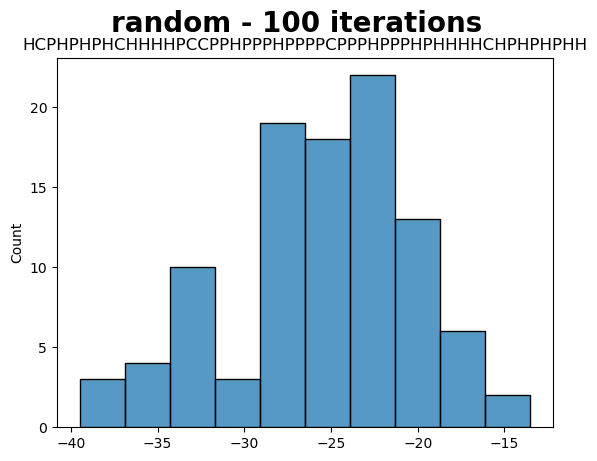 random - 100 iterations
HCPHPHPHCHHHHPCCPPHPPPHPPPPCPPPHPPPHPHHHHCHPHPHPHH
20
15
10
5
0
Count
−40 −35 −30 −25 −20 −15